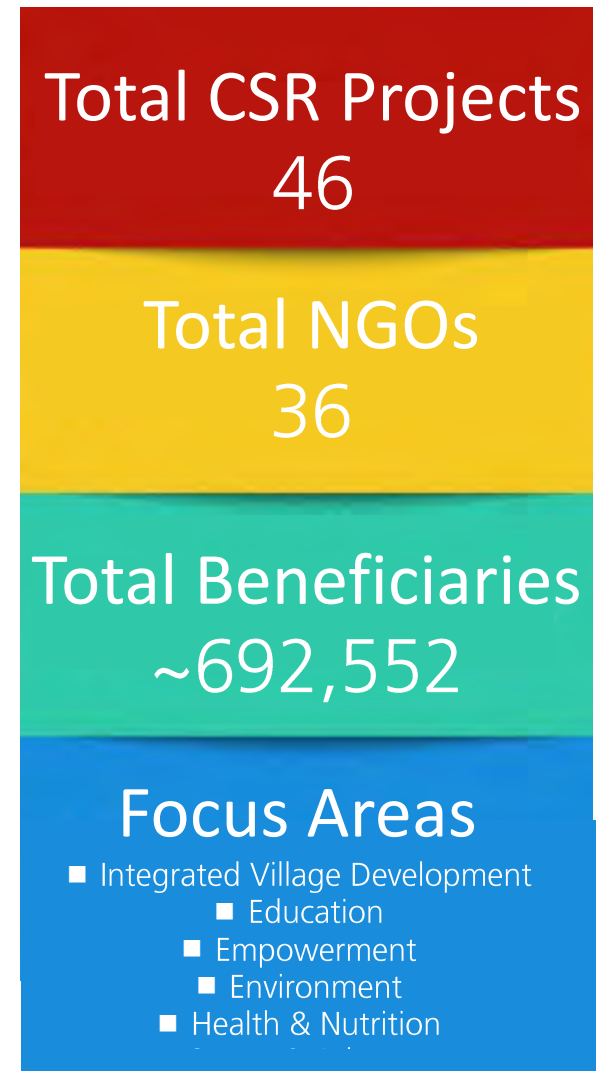 Total CSR Projects
46
Total NGOs
36
Total Beneficiaries
~692,552
Focus Areas
■ Integrated Village Development
■ Education
■ Empowerment
■ Environment
■ Health & Nutrition